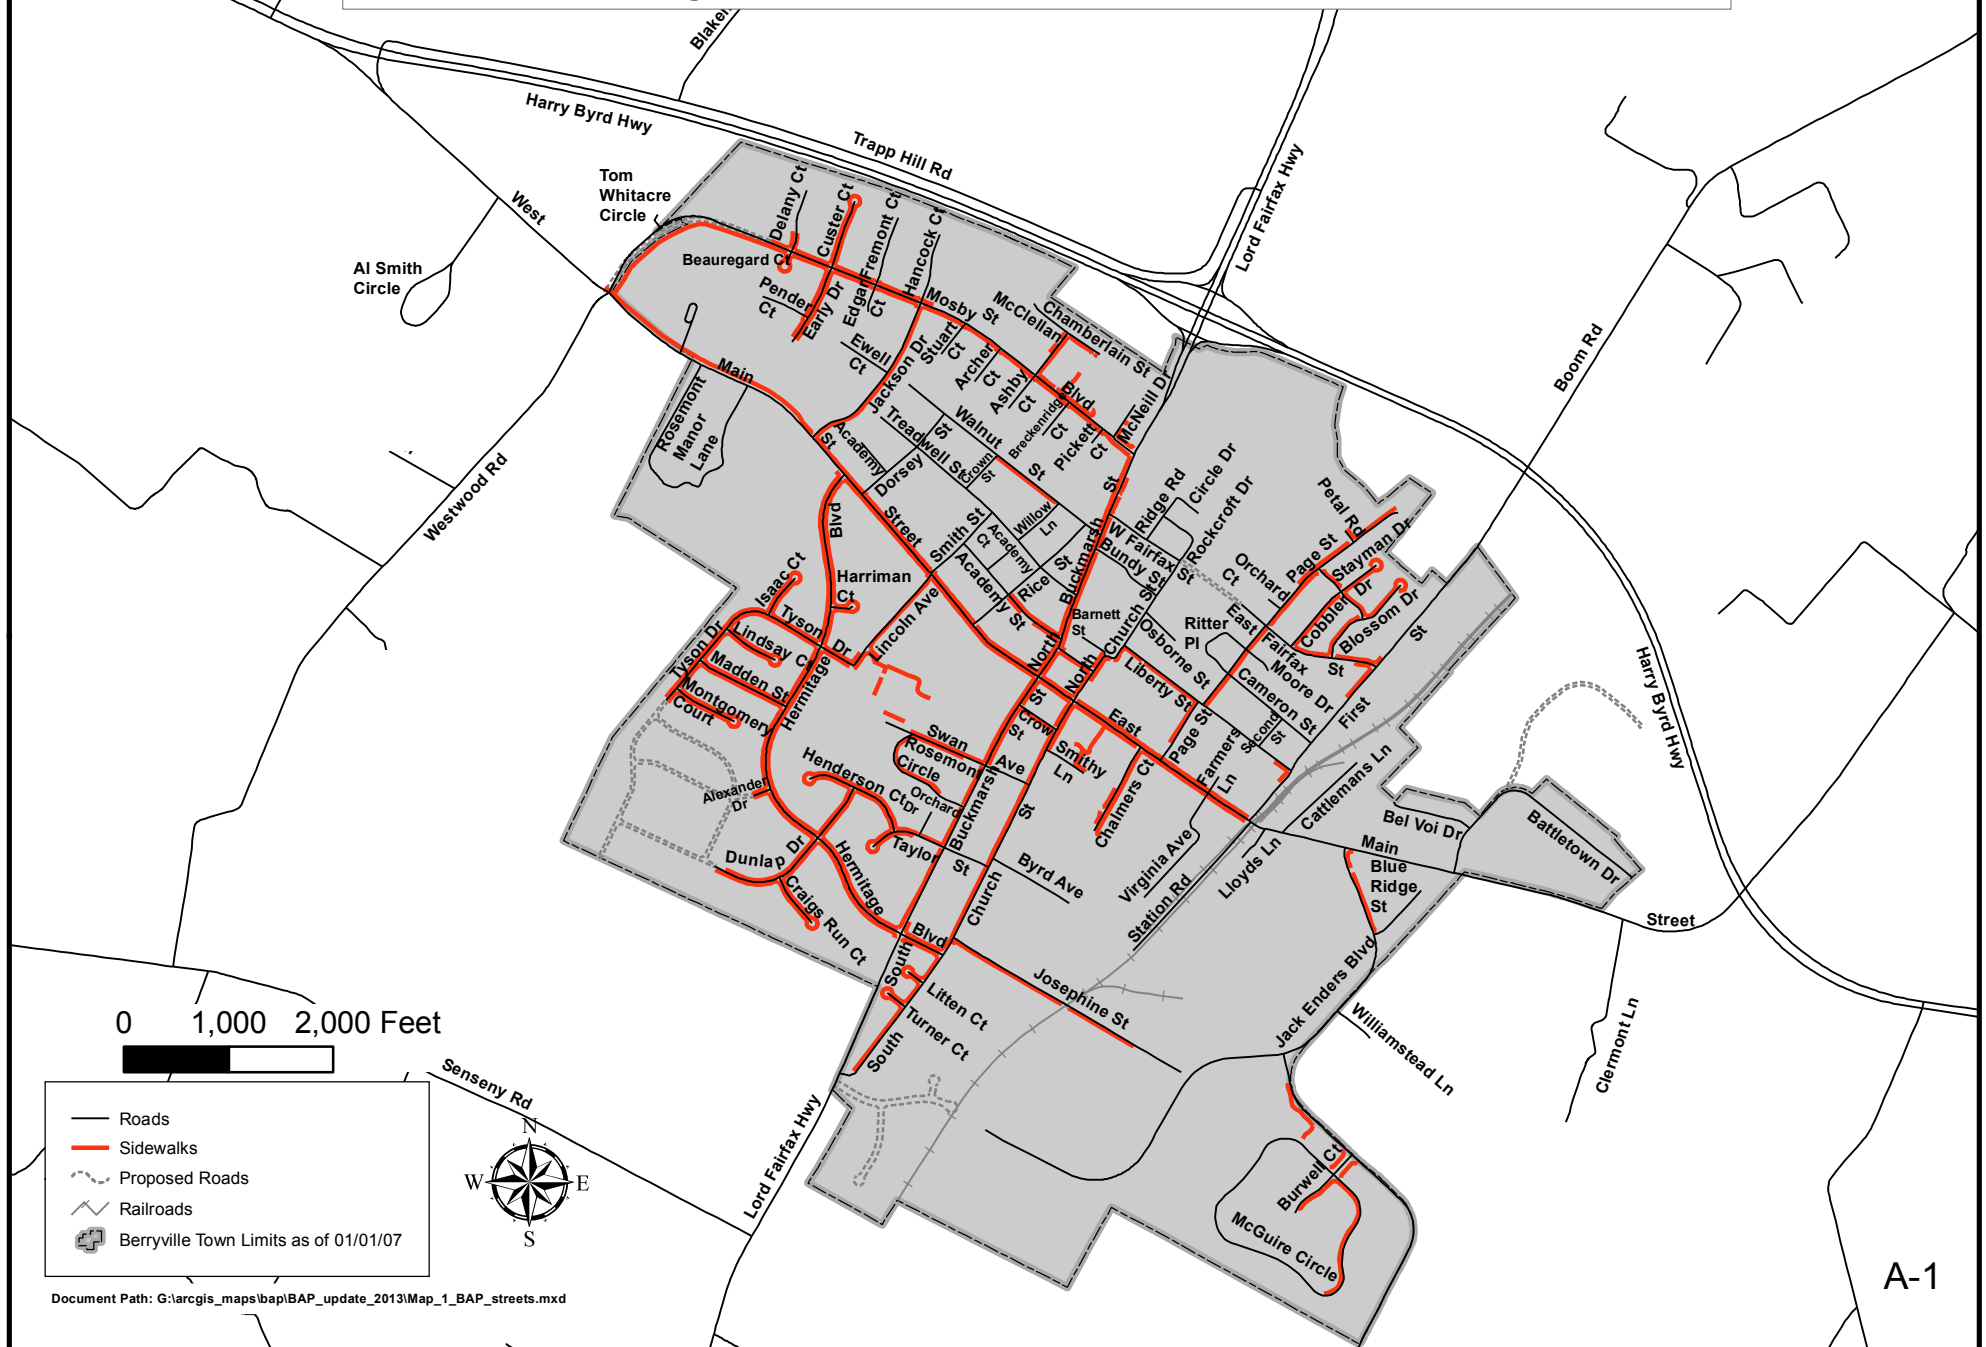 Harry Byrd Hwy
Trapp Hill Rd
Lord Fairfax Hwy
Tom
Whitacre
Circle
West
Al Smith
Circle
Delany Ct
Custer Ct
Fremont Ct
Hancock Ct
Beauregard Ct
Pender
Ct
Early Dr
Edgar
Ct
Mosby
St
McClellan
Chamberlain St
Boom Rd
Ewell
Ct
Jackson Dr
Stuart
Ct
Archer
Ct
Ashby
Ct
Blvd
McNeill Dr
Breckenridge
Ct
Pickett
Ct
Main
St
Rosemont
Manor
Lane
Academy
Treadwell St
St
Walnut
St
Dorsey
Crown
St
Westwood Rd
Street
Blvd
Smith St
Willow
Ln
Academy
Ct
Academy
Rice
St
Academy St
St
Buckmarsh
North
Ridge Rd
Circle Dr
Rockcroft Dr
W Fairfax St
Bundy St
Petal Rd
Page St
Stayman Dr
Orchard
Ct
Cobbler
Dr
Blossom Dr
St
East
Fairfax
St
Ritter
Pl
Barnett
St
Church St
Osborne St
North
Liberty St
Moore Dr
Cameron St
First
Second
St
Isaac Ct
Harriman
Ct
Tyson
Dr
Lincoln Ave
Tyson Dr
Lindsay Ct
Madden St
Montgomery
Court
Hermitage
St
Crow
St
East
Page St
Farmers
Ln
Smithy
Ln
Chalmers Ct
Swan
Ave
Rosemont
Circle
Henderson Ct
Orchard
Dr
Alexander
Dr
Buckmarsh
St
Taylor
St
Dunlap
Dr
Hermitage
Blvd
Craigs Run Ct
Church
Byrd Ave
Virginia Ave
Station Rd
Lloyds Ln
Cattlemans Ln
Bel Voi Dr
Main
Battletown Dr
Blue
Ridge
St
Street
Harry Byrd Hwy
South
Litten Ct
Turner Ct
South
Josephine St
Jack Enders Blvd
Williamstead Ln
Clermont Ln
Burwell Ct
McGuire Circle
Senseny Rd
Lord Fairfax Hwy
0 1,000 2,000 Feet
Roads
Sidewalks
Proposed Roads
Railroads
Berryville Town Limits as of 01/01/07
N
W E
S
Document Path: G:\arcgis_maps\bap\BAP_update_2013\Map_1_BAP_streets.mxd
A-1